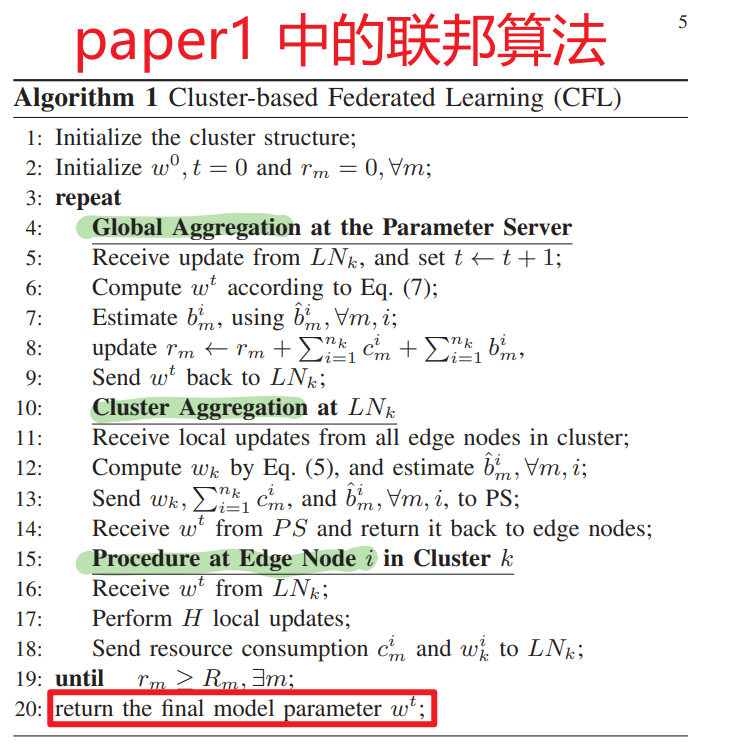 paper1 中的联邦算法
5
Algorithm 1 Cluster-based Federated Learning (CFL)
1: Initialize the cluster structure;
2: Initialize $w^0, t = 0$ and $r_m = 0, \forall m$;
3: repeat
4: Global Aggregation at the Parameter Server
5: Receive update from $LN_k$, and set $t \leftarrow t + 1$;
6: Compute $w^t$ according to Eq. (7);
7: Estimate $b_m^i$, using $\hat{b}_m^i, \forall m, i$;
8: update $r_m \leftarrow r_m + \sum_{i=1}^{n_k} c_m^i + \sum_{i=1}^{n_k} b_m^i$,
9: Send $w^t$ back to $LN_k$;
10: Cluster Aggregation at $LN_k$
11: Receive local updates from all edge nodes in cluster;
12: Compute $w_k$ by Eq. (5), and estimate $\hat{b}_m^i, \forall m, i$;
13: Send $w_k, \sum_{i=1}^{n_k} c_m^i$, and $\hat{b}_m^i, \forall m, i$, to PS;
14: Receive $w^t$ from $PS$ and return it back to edge nodes;
15: Procedure at Edge Node $i$ in Cluster $k$
16: Receive $w^t$ from $LN_k$;
17: Perform $H$ local updates;
18: Send resource consumption $c_m^i$ and $w_k^i$ to $LN_k$;
19: until $r_m \geq R_m, \exists m$;
20: return the final model parameter $w^t$;